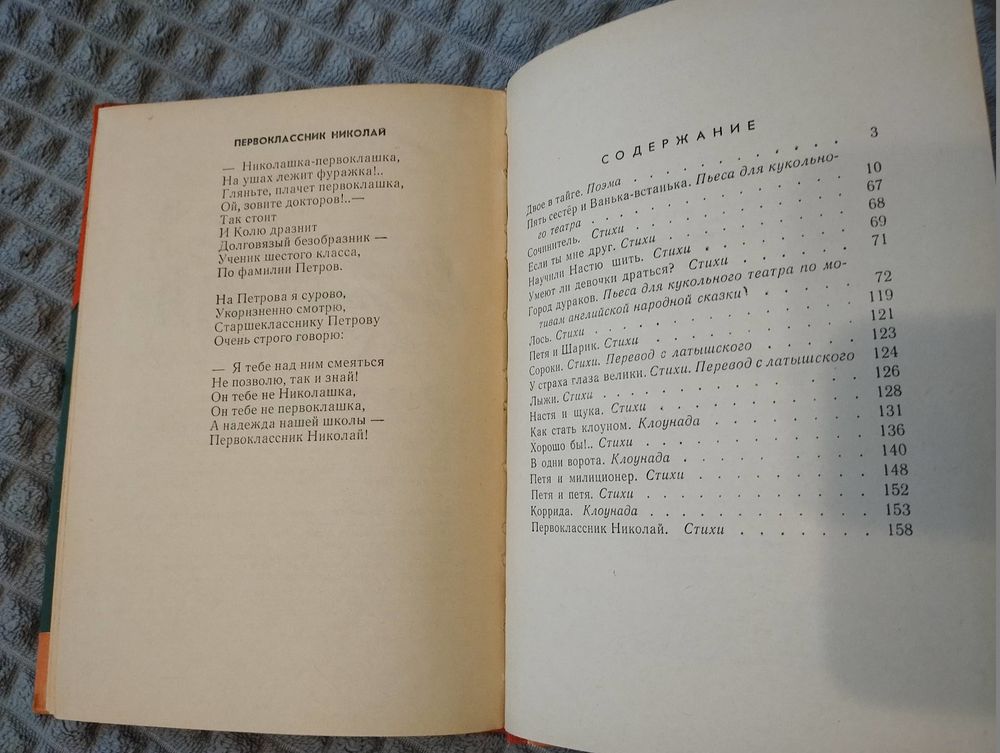 ПЕРВОКЛАССНИК НИКОЛАЙ
— Николашка-первоклашка,
На ушах лежит фуражка!..
Гляньте, плачет первоклашка,
Ой, зовите докторов!..—
Так стоит
И Колю дразнит
Долговязый безобразник —
Ученик шестого класса,
По фамилии Петров.
На Петрова я сурово,
Укоризненно смотрю,
Старшекласснику Петрову
Очень строго говорю:
— Я тебе над ним смеяться
Не позволю, так и знай!
Он тебе не Николашка,
Он тебе не первоклашка,
А надежда нашей школы —
Первоклассник Николай!
СОДЕРЖАНИЕ
Двое в тайге. Поэма . . . . . . . . 3
Пять сестёр и Ванька-встанька. Пьеса для кукольно-
го театра . . . . . . . . . . 10
Сочинитель. Стихи . . . . . . . . 67
Если ты мне друг. Стихи . . . . . . . 68
Научили Настю шить. Стихи . . . . . . 69
Умеют ли девочки драться? Стихи . . . . . 71
Город дураков. Пьеса для кукольного театра по мо-
тивам английской народной сказки . . . . . 72
Лось. Стихи . . . . . . . . . . 119
Петя и Шарик. Стихи . . . . . . . . 121
Сороки. Стихи. Перевод с латышского . . . . 123
У страха глаза велики. Стихи. Перевод с латышского 124
Лыжи. Стихи . . . . . . . . . . 126
Настя и щука. Стихи . . . . . . . . 128
Как стать клоуном. Клоунада . . . . . . 131
Хорошо бы!.. Стихи . . . . . . . . 136
В одни ворота. Клоунада . . . . . . . 140
Петя и милиционер. Стихи . . . . . . . 148
Петя и петя. Стихи . . . . . . . . 152
Коррида. Клоунада . . . . . . . . 153
Первоклассник Николай. Стихи . . . . . . 158